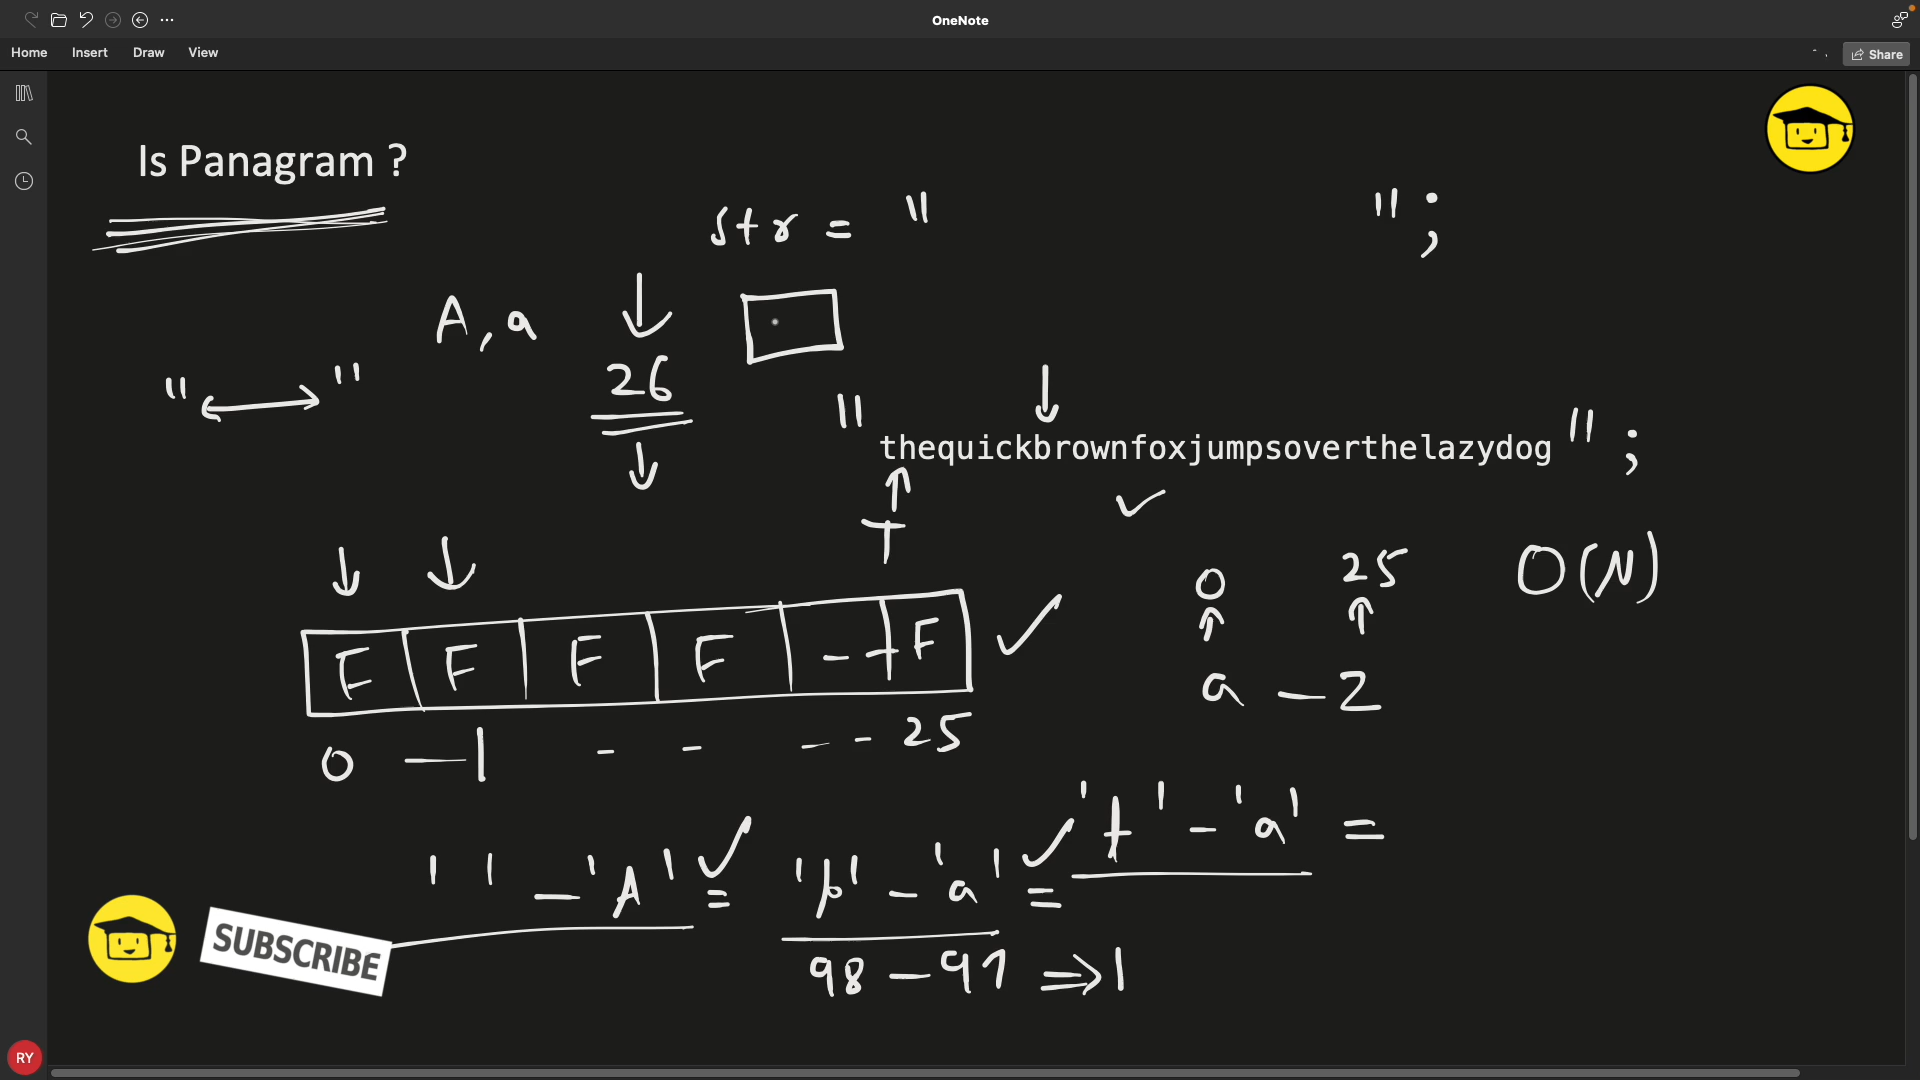 OneNote
Home Insert Draw View
Share
Is Panagram ?
str = " ";
A, a
26
" "
"thequickbrownfoxjumpsoverthelazydog";
T
0 25 O(N)
F F F F - - F
a - Z
0 - 1 - - - - 25
' ' - 'A' = 'b' - 'a' = 't' - 'a' =
98 - 97 => 1
SUBSCRIBE
RY